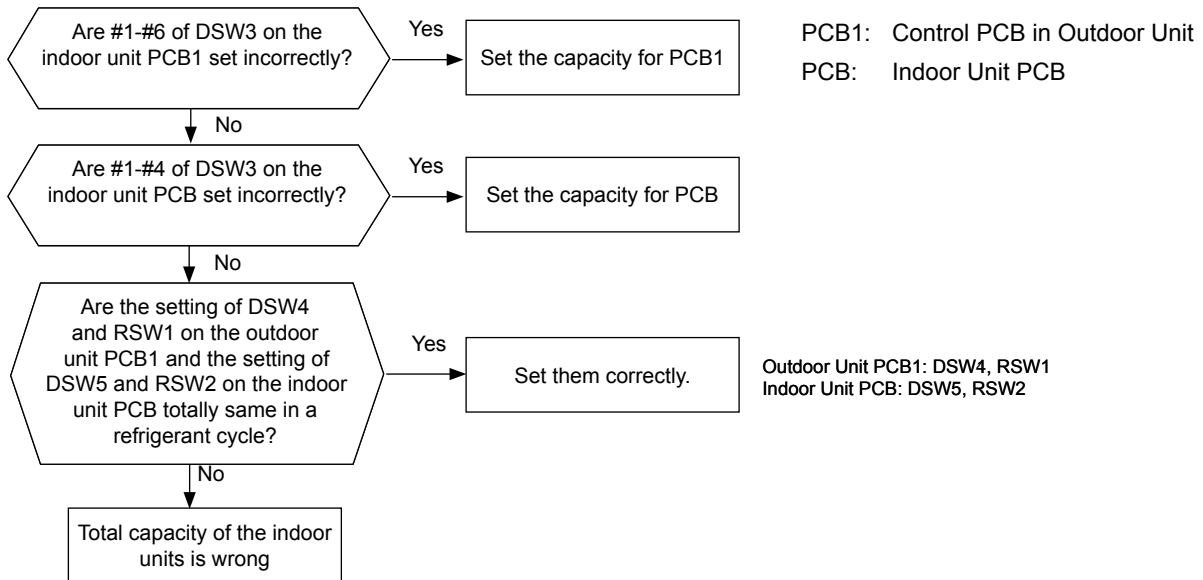 Are #1-#6 of DSW3 on the
indoor unit PCB1 set incorrectly?
Yes
Set the capacity for PCB1
PCB1: Control PCB in Outdoor Unit
PCB: Indoor Unit PCB
No
Are #1-#4 of DSW3 on the
indoor unit PCB set incorrectly?
Yes
Set the capacity for PCB
No
Are the setting of DSW4
and RSW1 on the outdoor
unit PCB1 and the setting of
DSW5 and RSW2 on the indoor
unit PCB totally same in a
refrigerant cycle?
Yes
Set them correctly.
Outdoor Unit PCB1: DSW4, RSW1
Indoor Unit PCB: DSW5, RSW2
No
Total capacity of the indoor
units is wrong